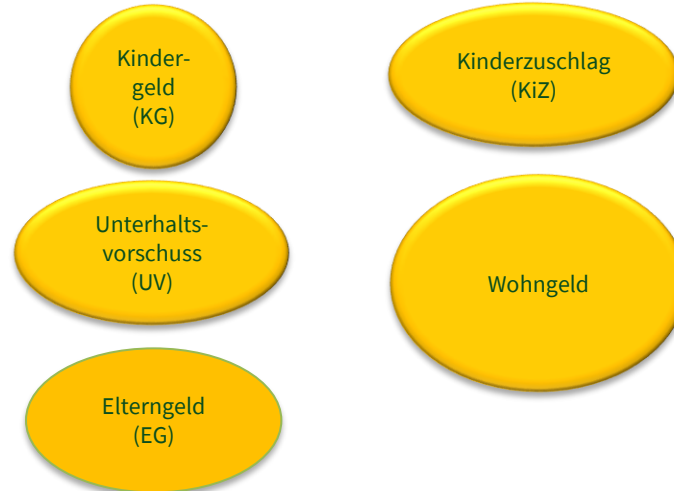 Kinder-
geld
(KG)
Kinderzuschlag
(KiZ)
Unterhalts-
vorschuss
(UV)
Wohngeld
Elterngeld
(EG)